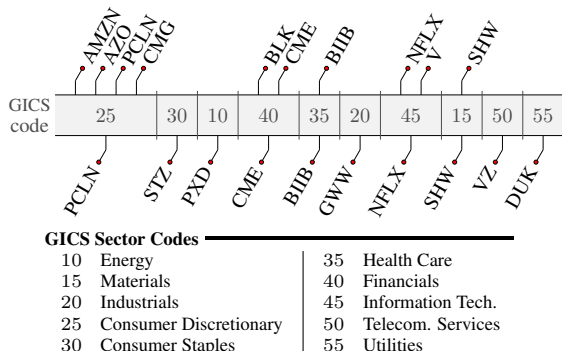 AMZN AZO PCLN CMG BLK CME BIIB NFLX V SHW
GICS code 25 30 10 40 35 20 45 15 50 55
PCLN STZ PXD CME BIIB GWW NFLX SHW VZ DUK
GICS Sector Codes
10 Energy 35 Health Care
15 Materials 40 Financials
20 Industrials 45 Information Tech.
25 Consumer Discretionary 50 Telecom. Services
30 Consumer Staples 55 Utilities